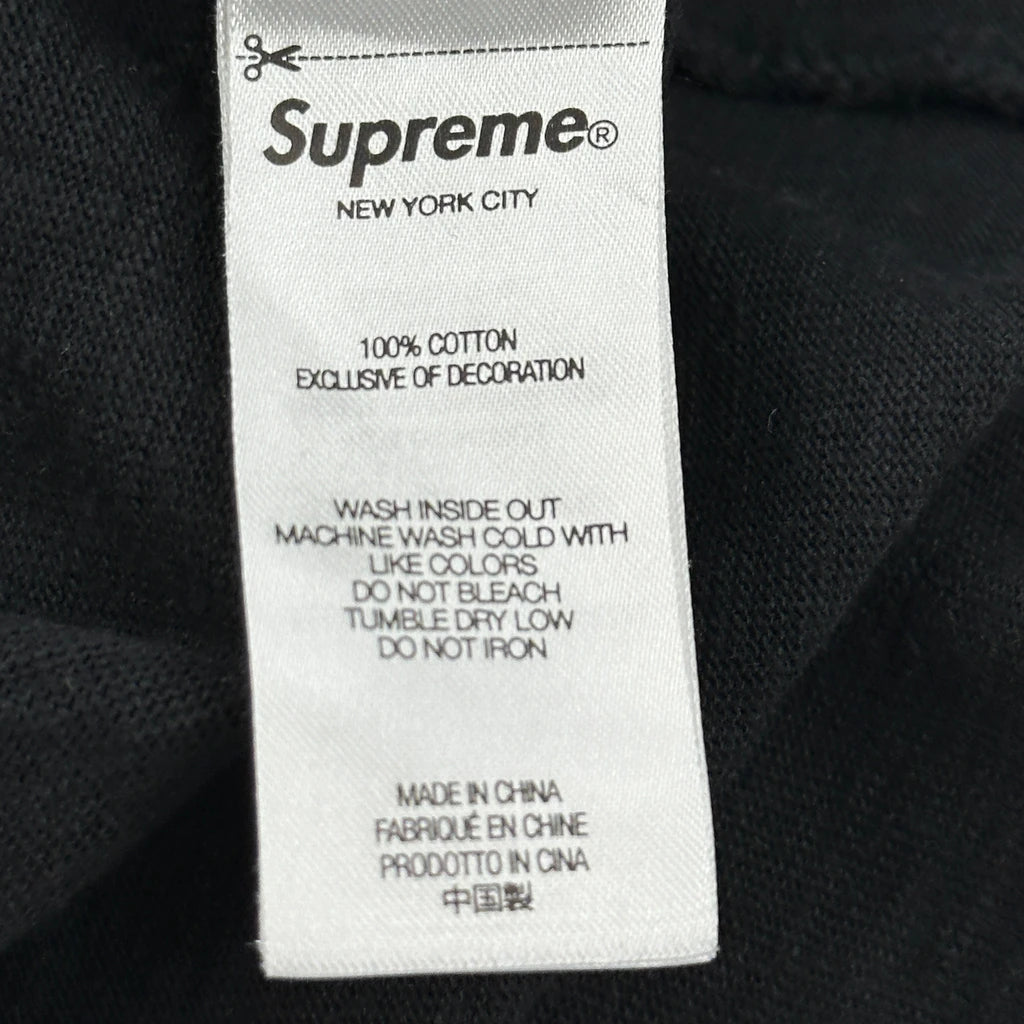 Supreme®
NEW YORK CITY
100% COTTON
EXCLUSIVE OF DECORATION
WASH INSIDE OUT
MACHINE WASH COLD WITH
LIKE COLORS
DO NOT BLEACH
TUMBLE DRY LOW
DO NOT IRON
MADE IN CHINA
FABRIQUÉ EN CHINE
PRODOTTO IN CINA
中国製